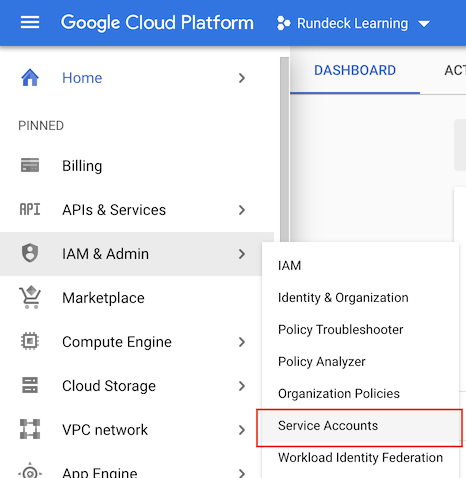 Google Cloud Platform
Rundeck Learning
Home
DASHBOARD
ACT
PINNED
Billing
API
APIs & Services
IAM & Admin
IAM
Marketplace
Identity & Organization
Policy Troubleshooter
Compute Engine
Policy Analyzer
Cloud Storage
Organization Policies
VPC network
Service Accounts
Workload Identity Federation
App Engine